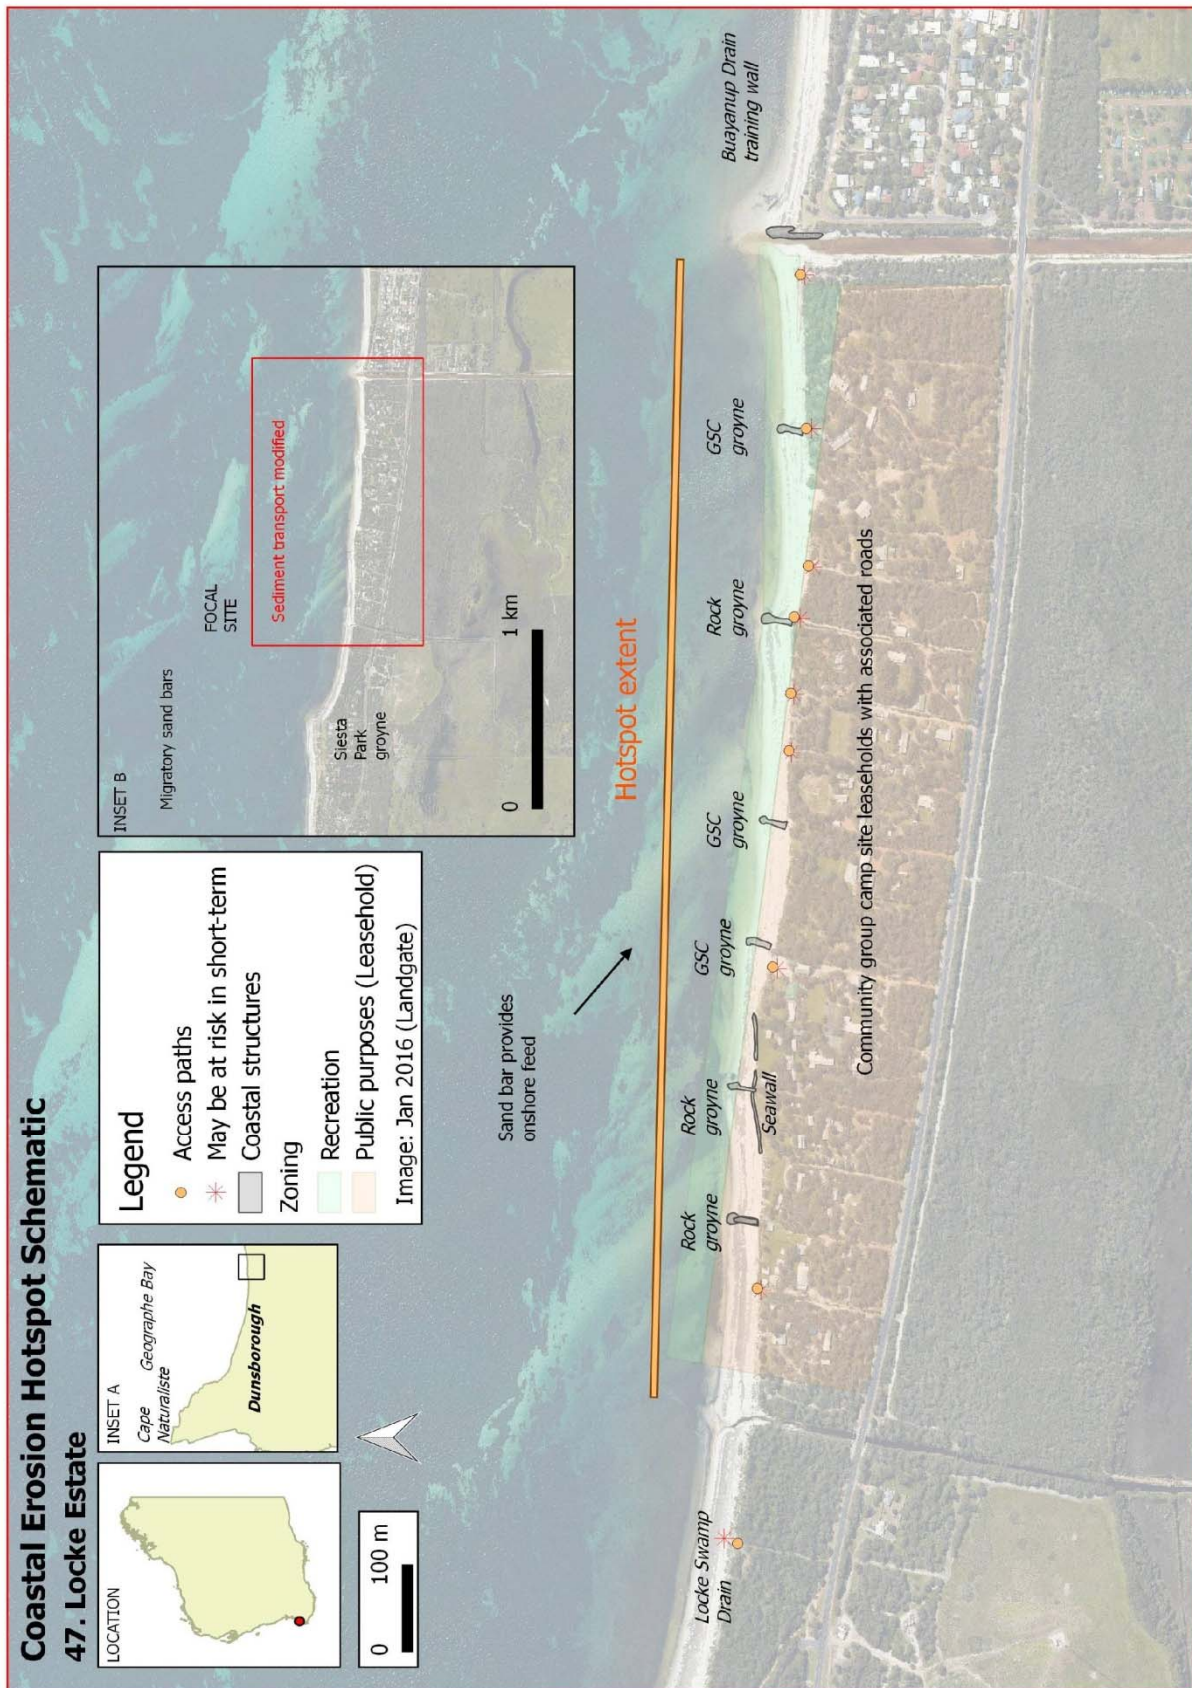 Coastal Erosion Hotspot Schematic
47. Locke Estate
LOCATION
INSET A
Cape
Naturaliste
Geographe Bay
Dunsborough
0
100 m
Legend
Access paths
May be at risk in short-term
Coastal structures
Zoning
Recreation
Public purposes (Leasehold)
Image: Jan 2016 (Landgate)
INSET B
Migratory sand bars
FOCAL
SITE
Sediment transport modified
Siesta
Park
groyne
0
1 km
Sand bar provides
onshore feed
Hotspot extent
Locke Swamp
Drain
Rock
groyne
Rock
groyne
Seawall
GSC
groyne
GSC
groyne
Rock
groyne
GSC
groyne
Buayanup Drain
training wall
Community group camp site leaseholds with associated roads